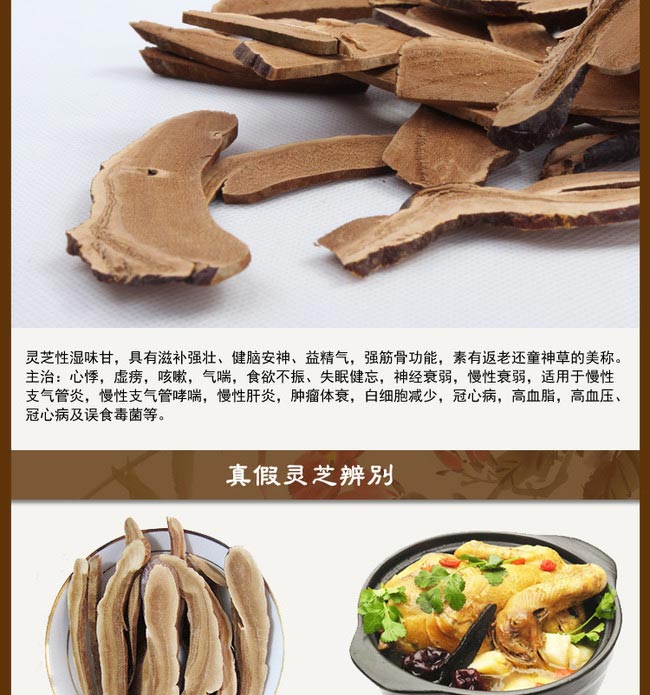 灵芝性湿味甘，具有滋补强壮、健脑安神、益精气，强筋骨功能，素有返老还童神草的美称。
主治：心悸，虚痨，咳嗽，气喘，食欲不振、失眠健忘，神经衰弱，慢性衰弱，适用于慢性
支气管炎，慢性支气管哮喘，慢性肝炎，肿瘤体衰，白细胞减少，冠心病，高血脂，高血压、
冠心病及误食毒菌等。
真假灵芝辨别